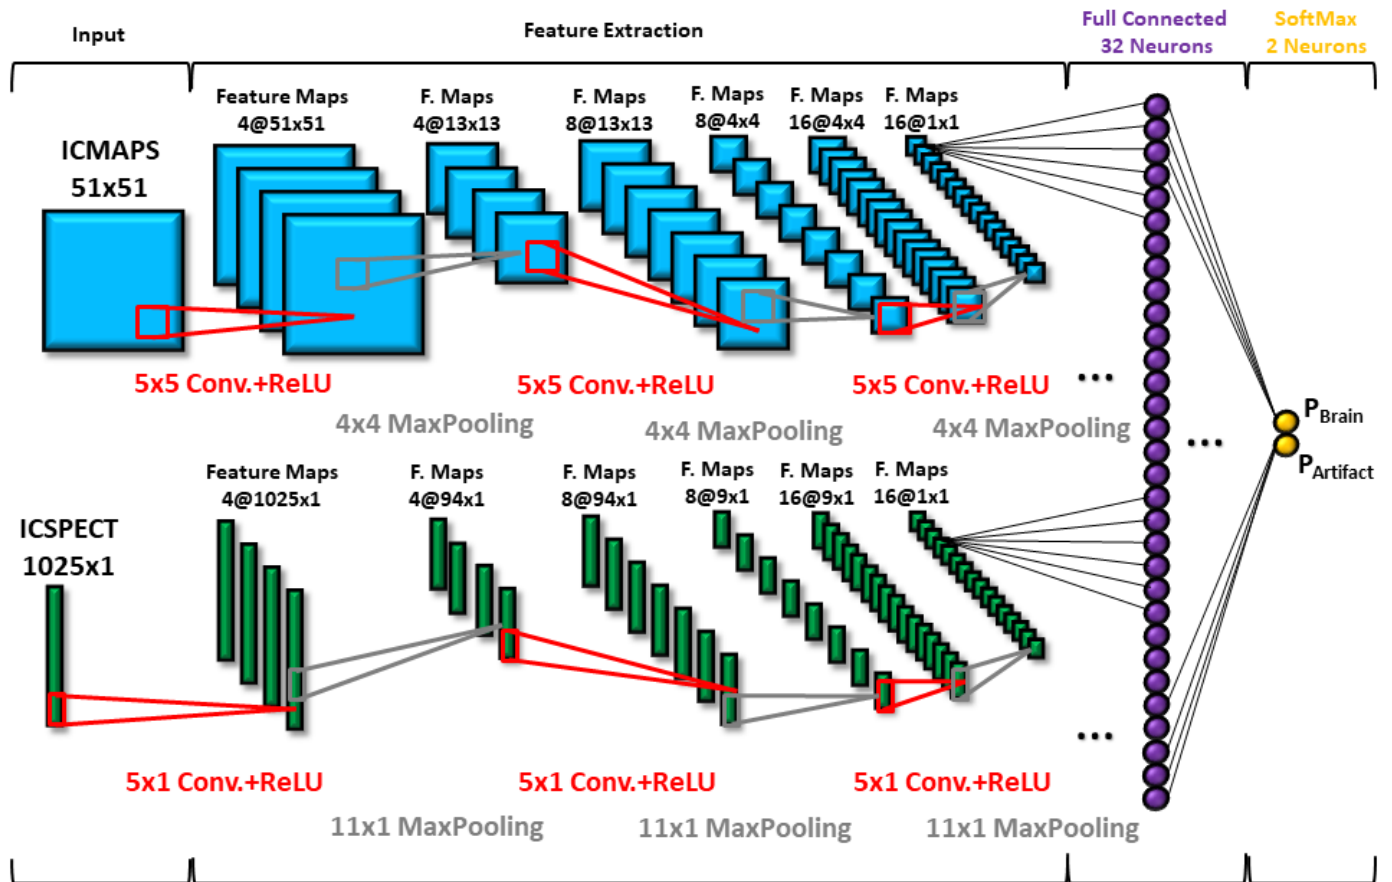 Input
Feature Extraction
Full Connected
32 Neurons
SoftMax
2 Neurons
ICMAPS
51x51
Feature Maps
4@51x51
F. Maps
4@13x13
F. Maps
8@13x13
F. Maps
8@4x4
F. Maps
16@4x4
F. Maps
16@1x1
5x5 Conv.+ReLU
5x5 Conv.+ReLU
5x5 Conv.+ReLU
...
4x4 MaxPooling
4x4 MaxPooling
4x4 MaxPooling
...
PBrain
PArtifact
ICSPECT
1025x1
Feature Maps
4@1025x1
F. Maps
4@94x1
F. Maps
8@94x1
F. Maps
8@9x1
F. Maps
16@9x1
F. Maps
16@1x1
...
5x1 Conv.+ReLU
5x1 Conv.+ReLU
5x1 Conv.+ReLU
11x1 MaxPooling
11x1 MaxPooling
11x1 MaxPooling